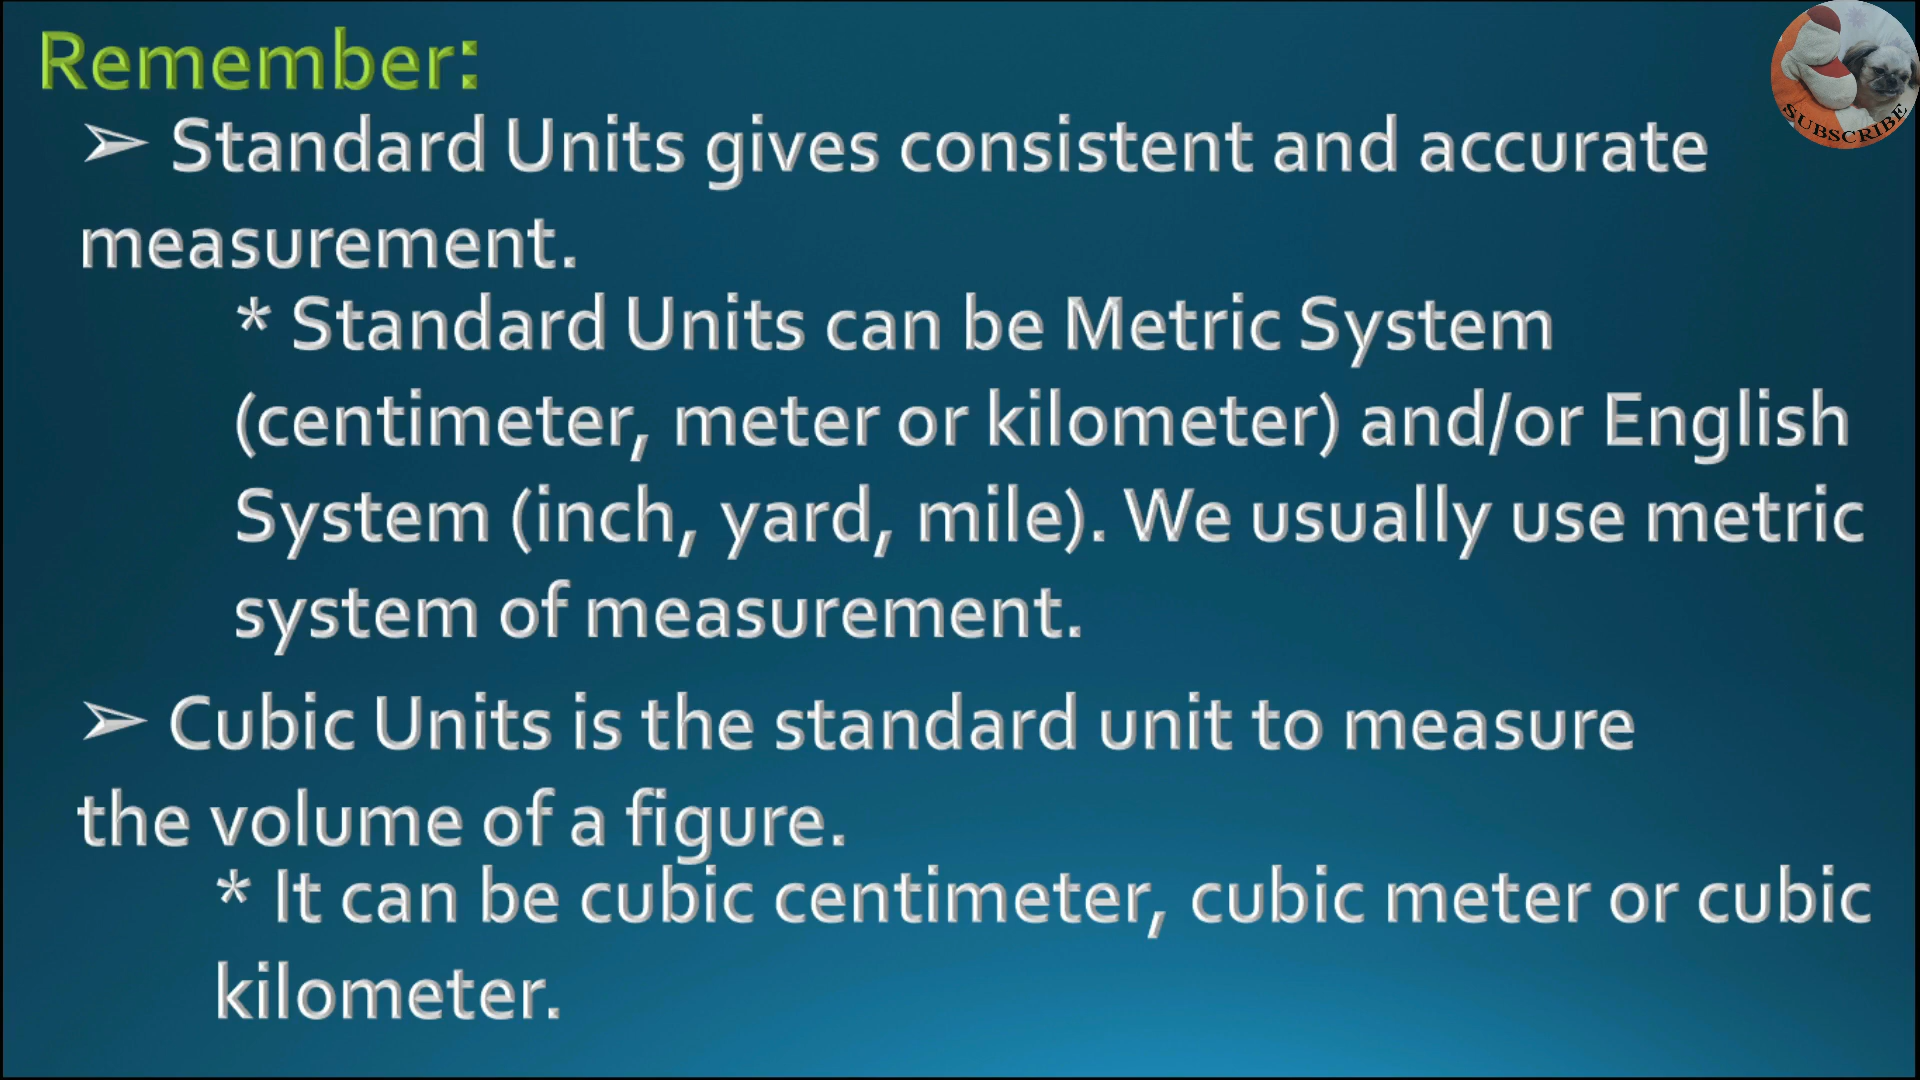 Remember:
➢ Standard Units gives consistent and accurate
measurement.
* Standard Units can be Metric System
(centimeter, meter or kilometer) and/or English
System (inch, yard, mile). We usually use metric
system of measurement.
➢ Cubic Units is the standard unit to measure
the volume of a figure.
* It can be cubic centimeter, cubic meter or cubic
kilometer.
SUBSCRIBE